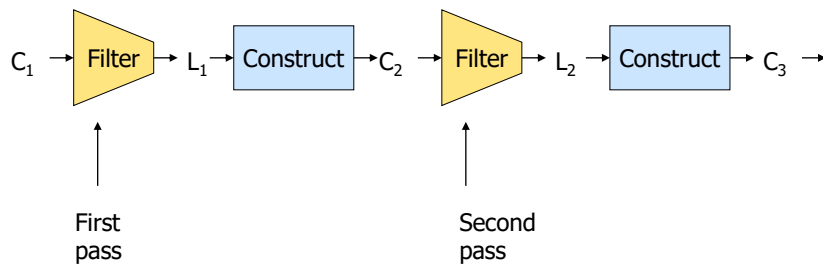 C₁ Filter L₁ Construct C₂ Filter L₂ Construct C₃
First Second
pass pass